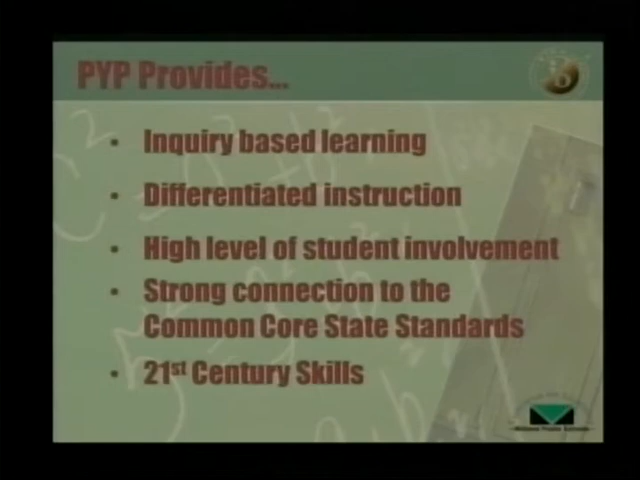 PYP Provides...
• Inquiry based learning
• Differentiated instruction
• High level of student involvement
• Strong connection to the
Common Core State Standards
• 21st Century Skills